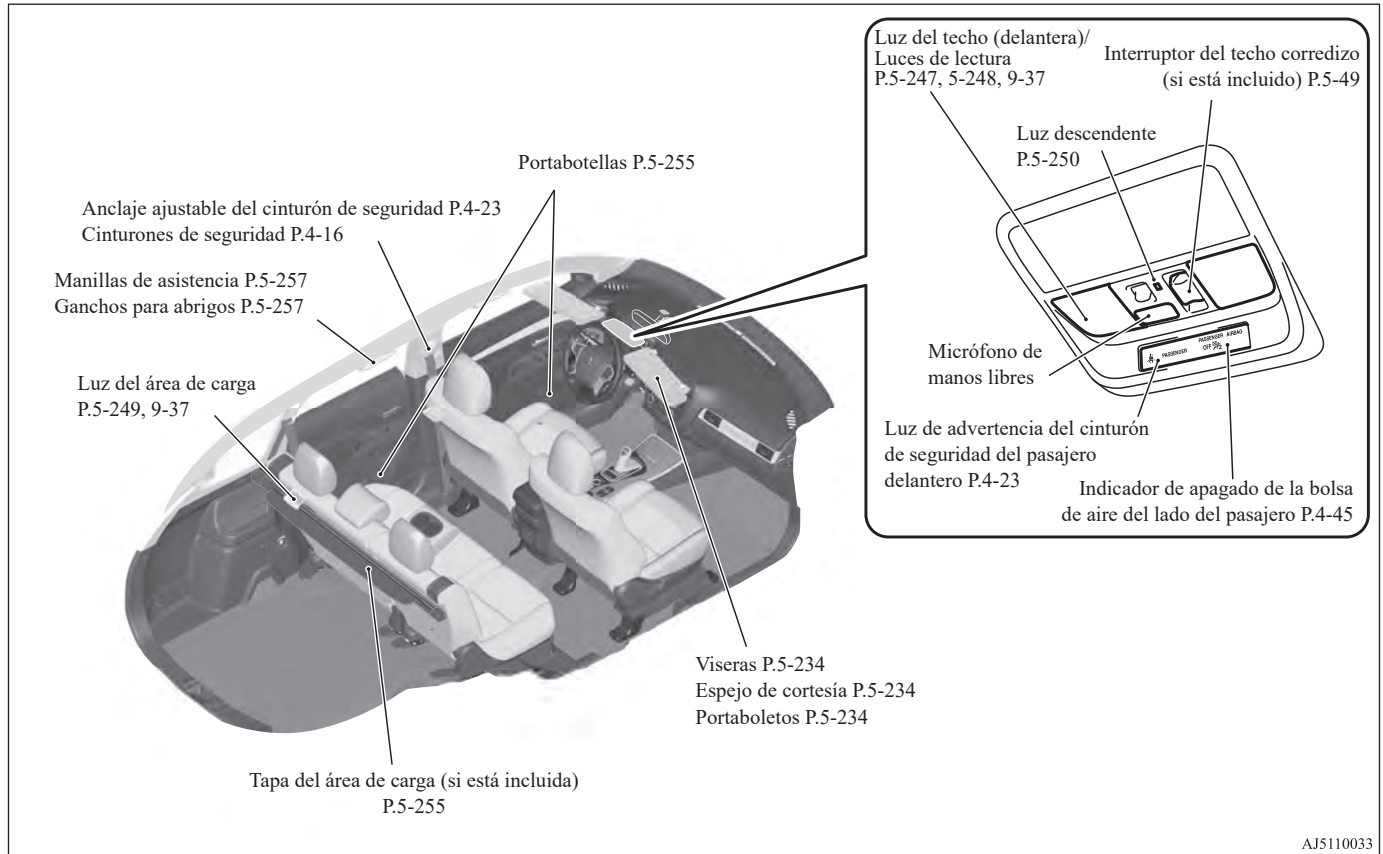 Luz del techo (delantera)/
Luces de lectura
P.5-247, 5-248, 9-37
Interruptor del techo corredizo
(si está incluido) P.5-49
Luz descendente
P.5-250
Portabotellas P.5-255
Anclaje ajustable del cinturón de seguridad P.4-23
Cinturones de seguridad P.4-16
Manillas de asistencia P.5-257
Ganchos para abrigos P.5-257
Luz del área de carga
P.5-249, 9-37
Micrófono de
manos libres
PASSENGER
PASSENGER AIRBAG
OFF
Luz de advertencia del cinturón
de seguridad del pasajero
delantero P.4-23
Indicador de apagado de la bolsa
de aire del lado del pasajero P.4-45
Viseras P.5-234
Espejo de cortesía P.5-234
Portaboletos P.5-234
Tapa del área de carga (si está incluida)
P.5-255
AJ5110033